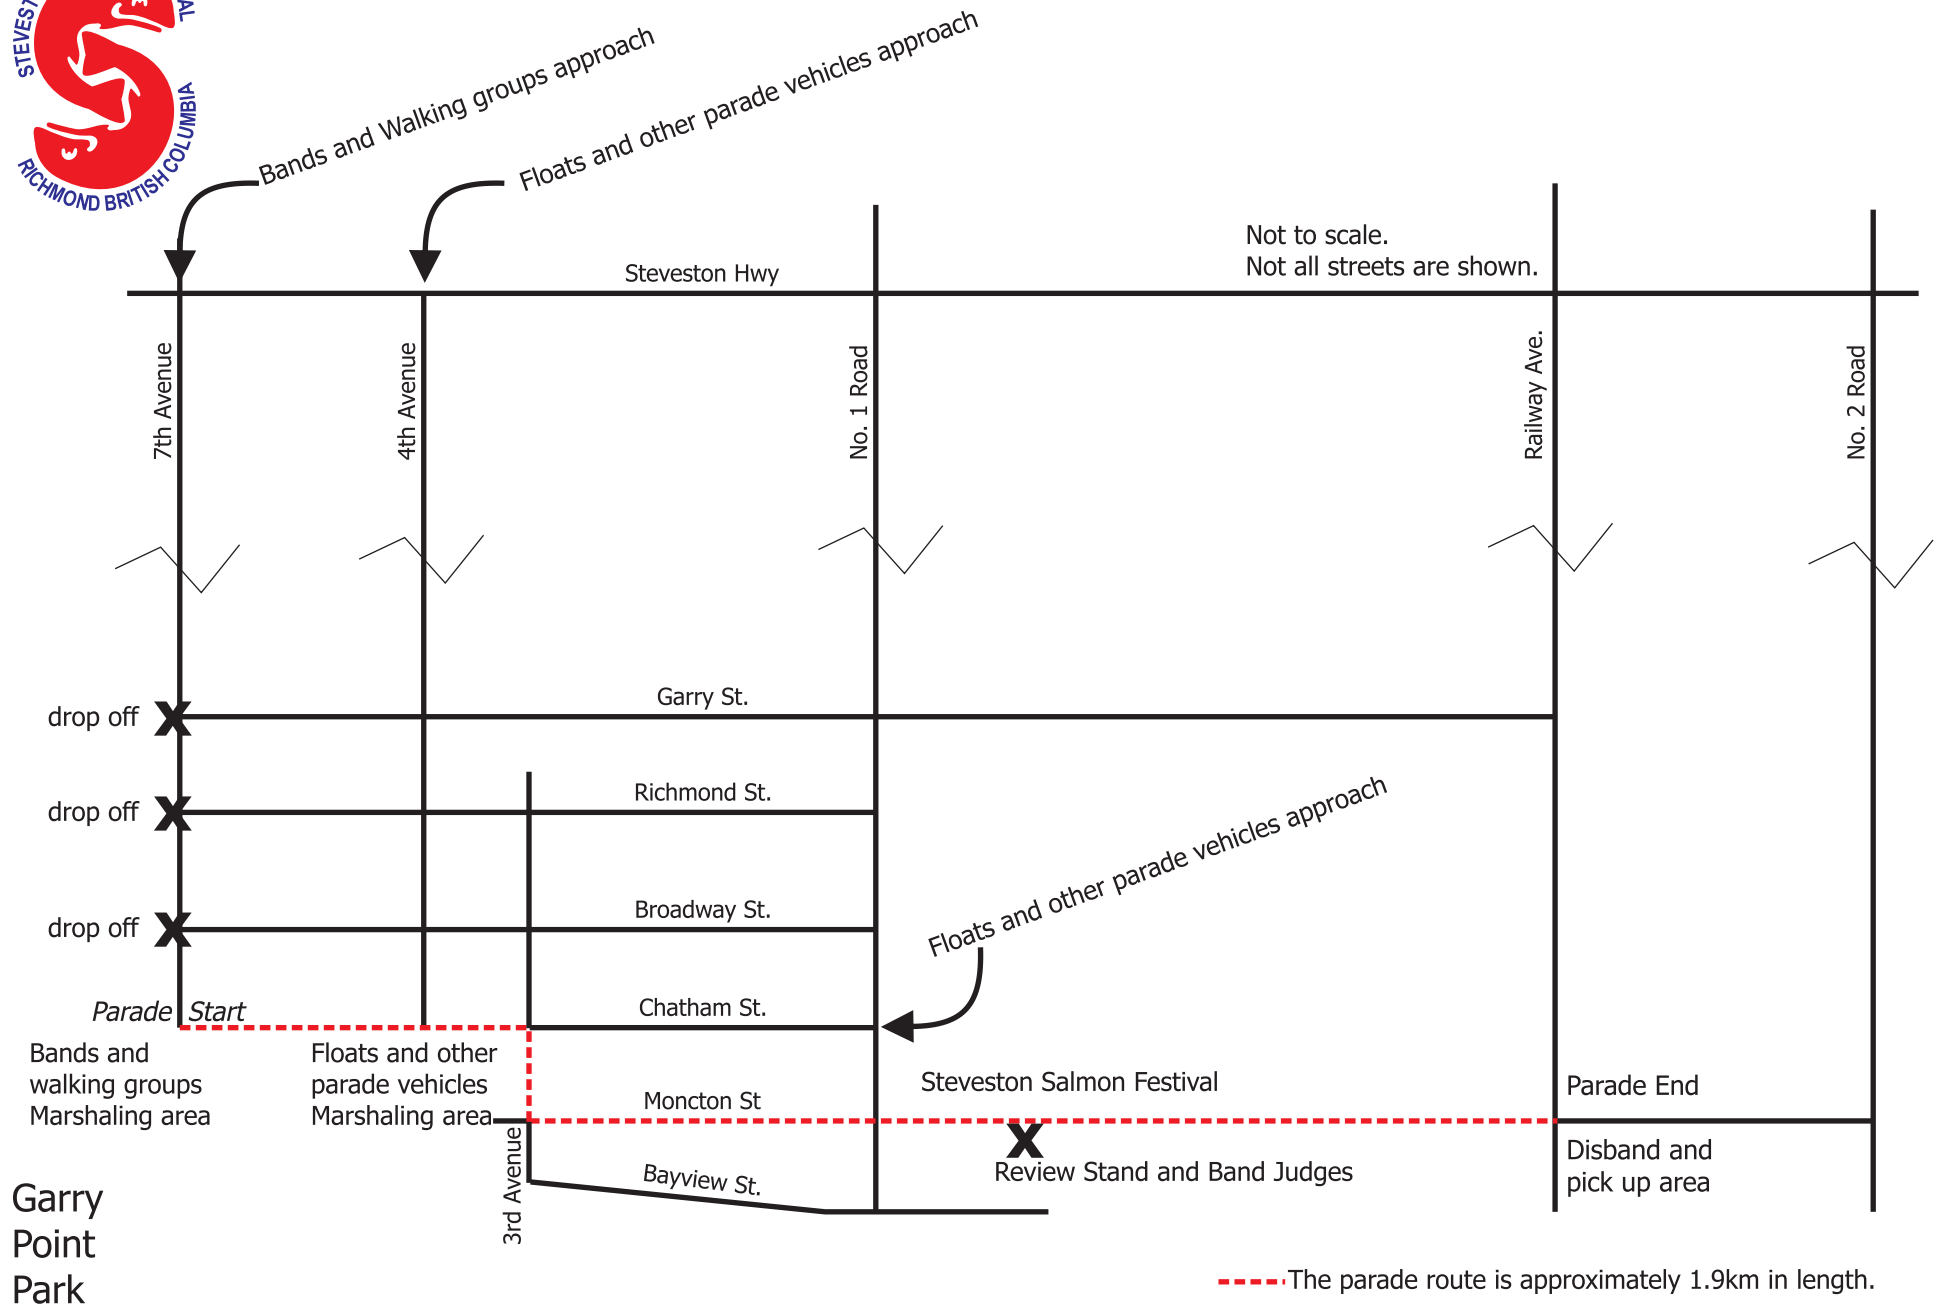 STEVEST
AL
RICHMOND BRITISH COLUMBIA
Bands and Walking groups approach
Floats and other parade vehicles approach
Not to scale.
Not all streets are shown.
Steveston Hwy
7th Avenue
4th Avenue
No. 1 Road
Railway Ave.
No. 2 Road
drop off X
Garry St.
drop off X
Richmond St.
Floats and other parade vehicles approach
drop off X
Broadway St.
Parade Start
Chatham St.
Bands and
walking groups
Marshaling area
Floats and other
parade vehicles
Marshaling area
Moncton St
Steveston Salmon Festival
Parade End
X
Review Stand and Band Judges
Disband and
pick up area
3rd Avenue
Bayview St.
Garry
Point
Park
The parade route is approximately 1.9km in length.